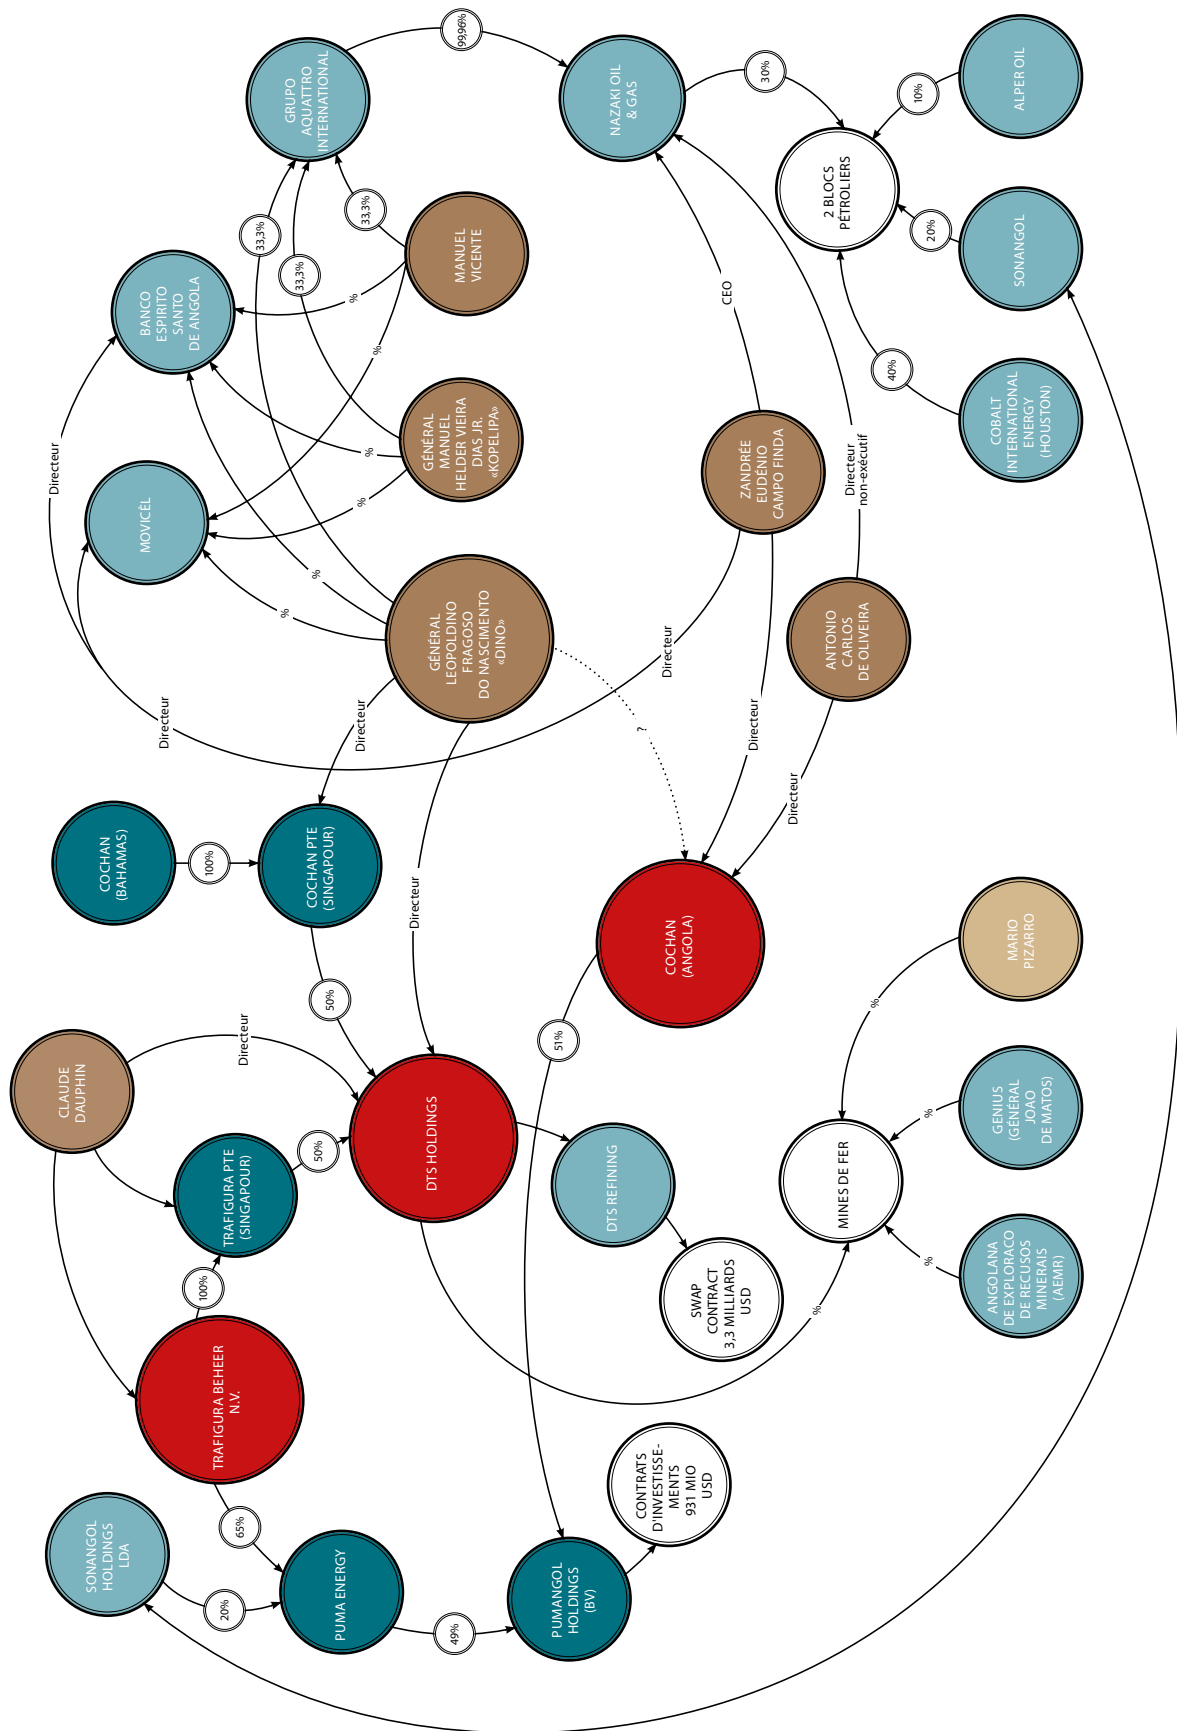 SONANGOL
HOLDINGS
LDA
20%
PUMA ENERGY
65%
TRAFIGURA BEHEER
N.V.
100%
TRAFIGURA PTE
(SINGAPOUR)
50%
CLAUDE
DAUPHIN
Directeur
COCHAN
(BAHAMAS)
100%
COCHAN PTE
(SINGAPOUR)
50%
Directeur
Directeur
DTS HOLDINGS
49%
PUMANGOL
HOLDINGS
(BV)
CONTRATS
D'INVESTISSE-
MENTS
931 MIO
USD
DTS REFINING
SWAP
CONTRACT
3,3 MILLIARDS
USD
51%
COCHAN
(ANGOLA)
Directeur
Directeur
?
Directeur
Directeur
Directeur
MOVICÈL
BANCO
ESPIRITO
SANTO
DE ANGOLA
%
%
%
%
%
%
GÉNÉRAL
LEOPOLDINO
FRAGOSO
DO NASCIMENTO
«DINO»
GÉNÉRAL
MANUEL
HELDER VIEIRA
DIAS JR.
«KOPELIPA»
MANUEL
VICENTE
33,3%
33,3%
33,3%
GRUPO
AQUATTRO
INTERNATIONAL
99,96%
NAZAKI OIL
& GAS
30%
CEO
Directeur
non-exécutif
ZANDRÉE
EUDÉNIO
CAMPO FINDA
ANTONIO
CARLOS
DE OLIVEIRA
2 BLOCS
PÉTROLIERS
40%
20%
10%
COBALT
INTERNATIONAL
ENERGY
(HOUSTON)
SONANGOL
ALPER OIL
MINES DE FER
%
%
%
%
ANGOLANA
DE EXPLORACO
DE RECUSOS
MINERAIS
(AEMR)
GENIUS
(GÉNÉRAL
JOAO
DE MATOS)
MARIO
PIZARRO